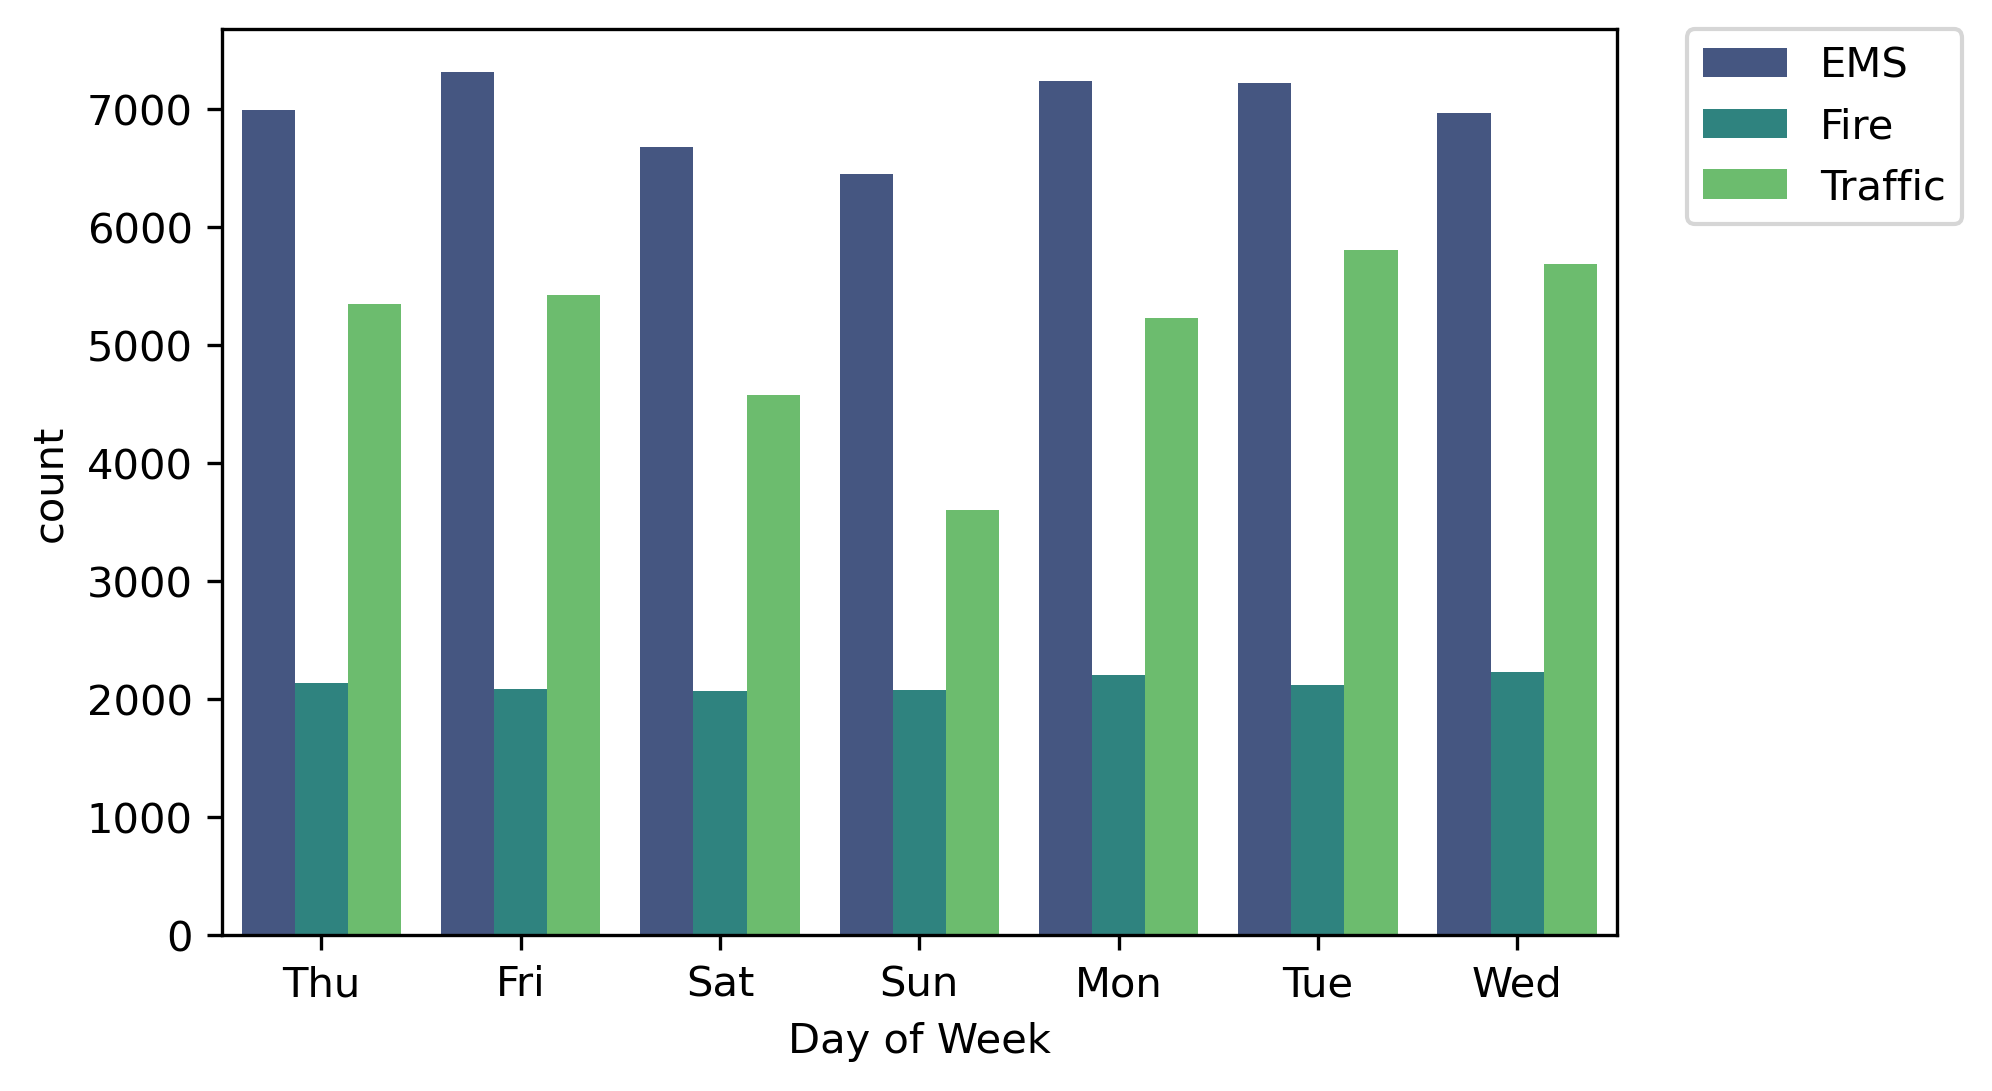 EMS
Fire
Traffic
7000
6000
5000
4000
3000
2000
1000
0
count
Thu Fri Sat Sun Mon Tue Wed
Day of Week